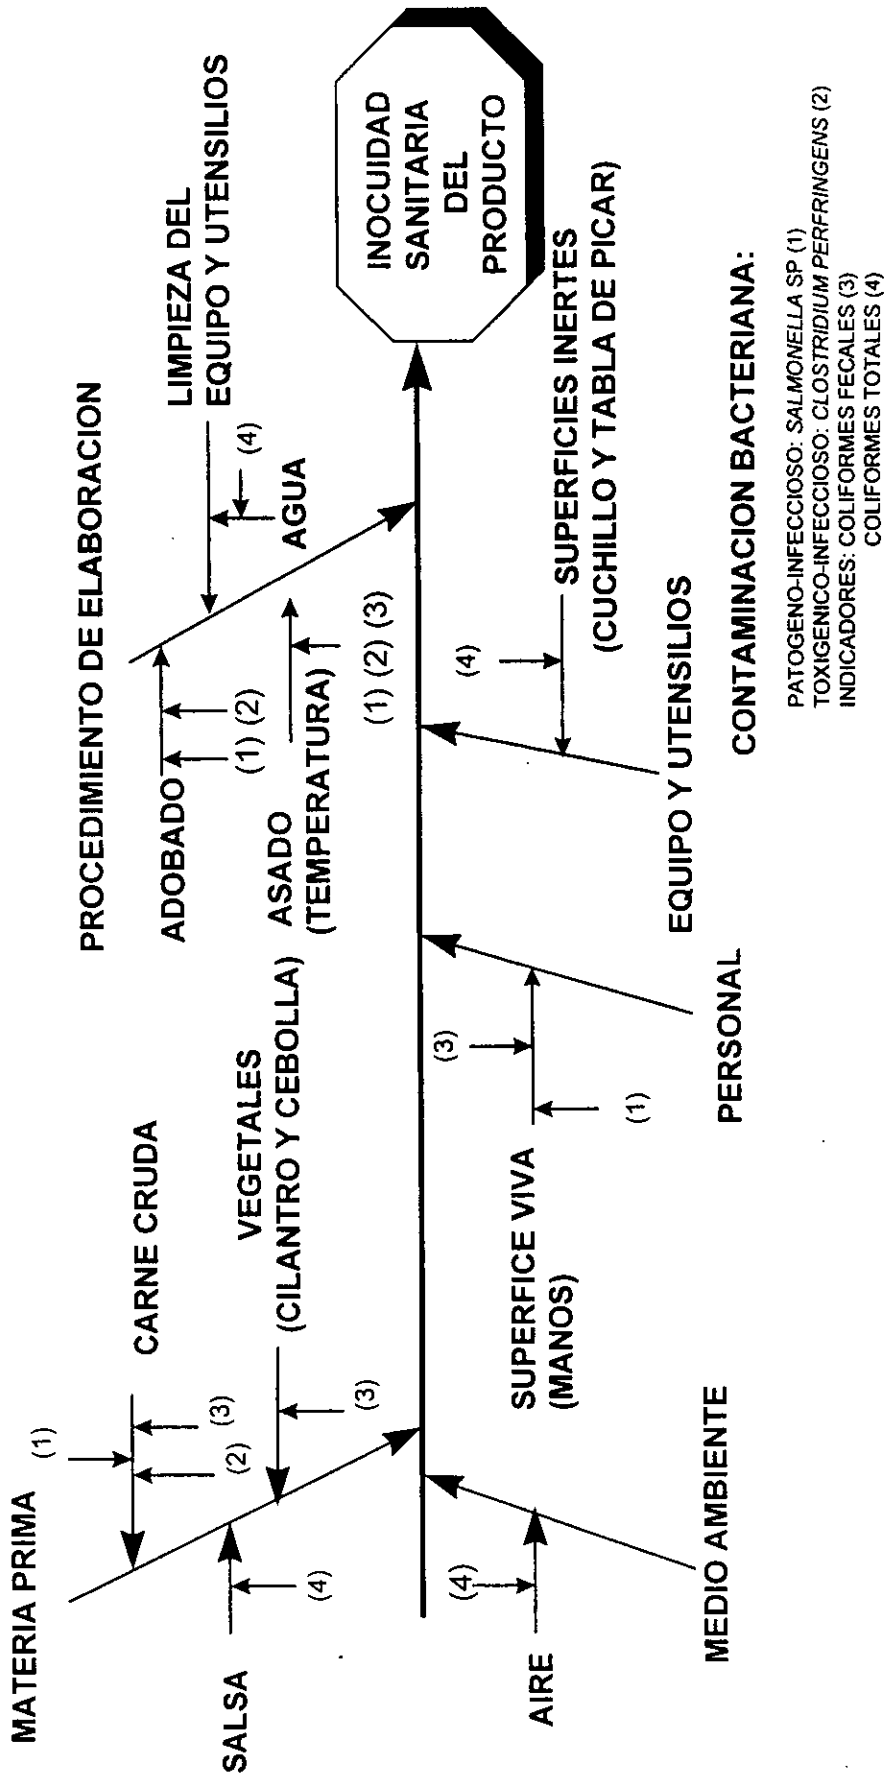 MATERIA PRIMA
(1)
CARNE CRUDA
(2)
(3)
VEGETALES
(CILANTRO Y CEBOLLA)
(3)
SALSA
(4)
PROCEDIMIENTO DE ELABORACION
ADOBADO
(1) (2)
ASADO
(TEMPERATURA)
(1) (2) (3)
LIMPIEZA DEL
EQUIPO Y UTENSILIOS
(4)
AGUA
INOCUIDAD
SANITARIA
DEL
PRODUCTO
(4)
AIRE
MEDIO AMBIENTE
SUPERFICE VIVA
(MANOS)
(3)
(1)
PERSONAL
(4)
SUPERFICIES INERTES
(CUCHILLO Y TABLA DE PICAR)
EQUIPO Y UTENSILIOS
CONTAMINACION BACTERIANA:
PATOGENO-INFECCIOSO: SALMONELLA SP (1)
TOXIGENICO-INFECCIOSO: CLOSTRIDIUM PERFRINGENS (2)
INDICADORES: COLIFORMES FECALES (3)
COLIFORMES TOTALES (4)